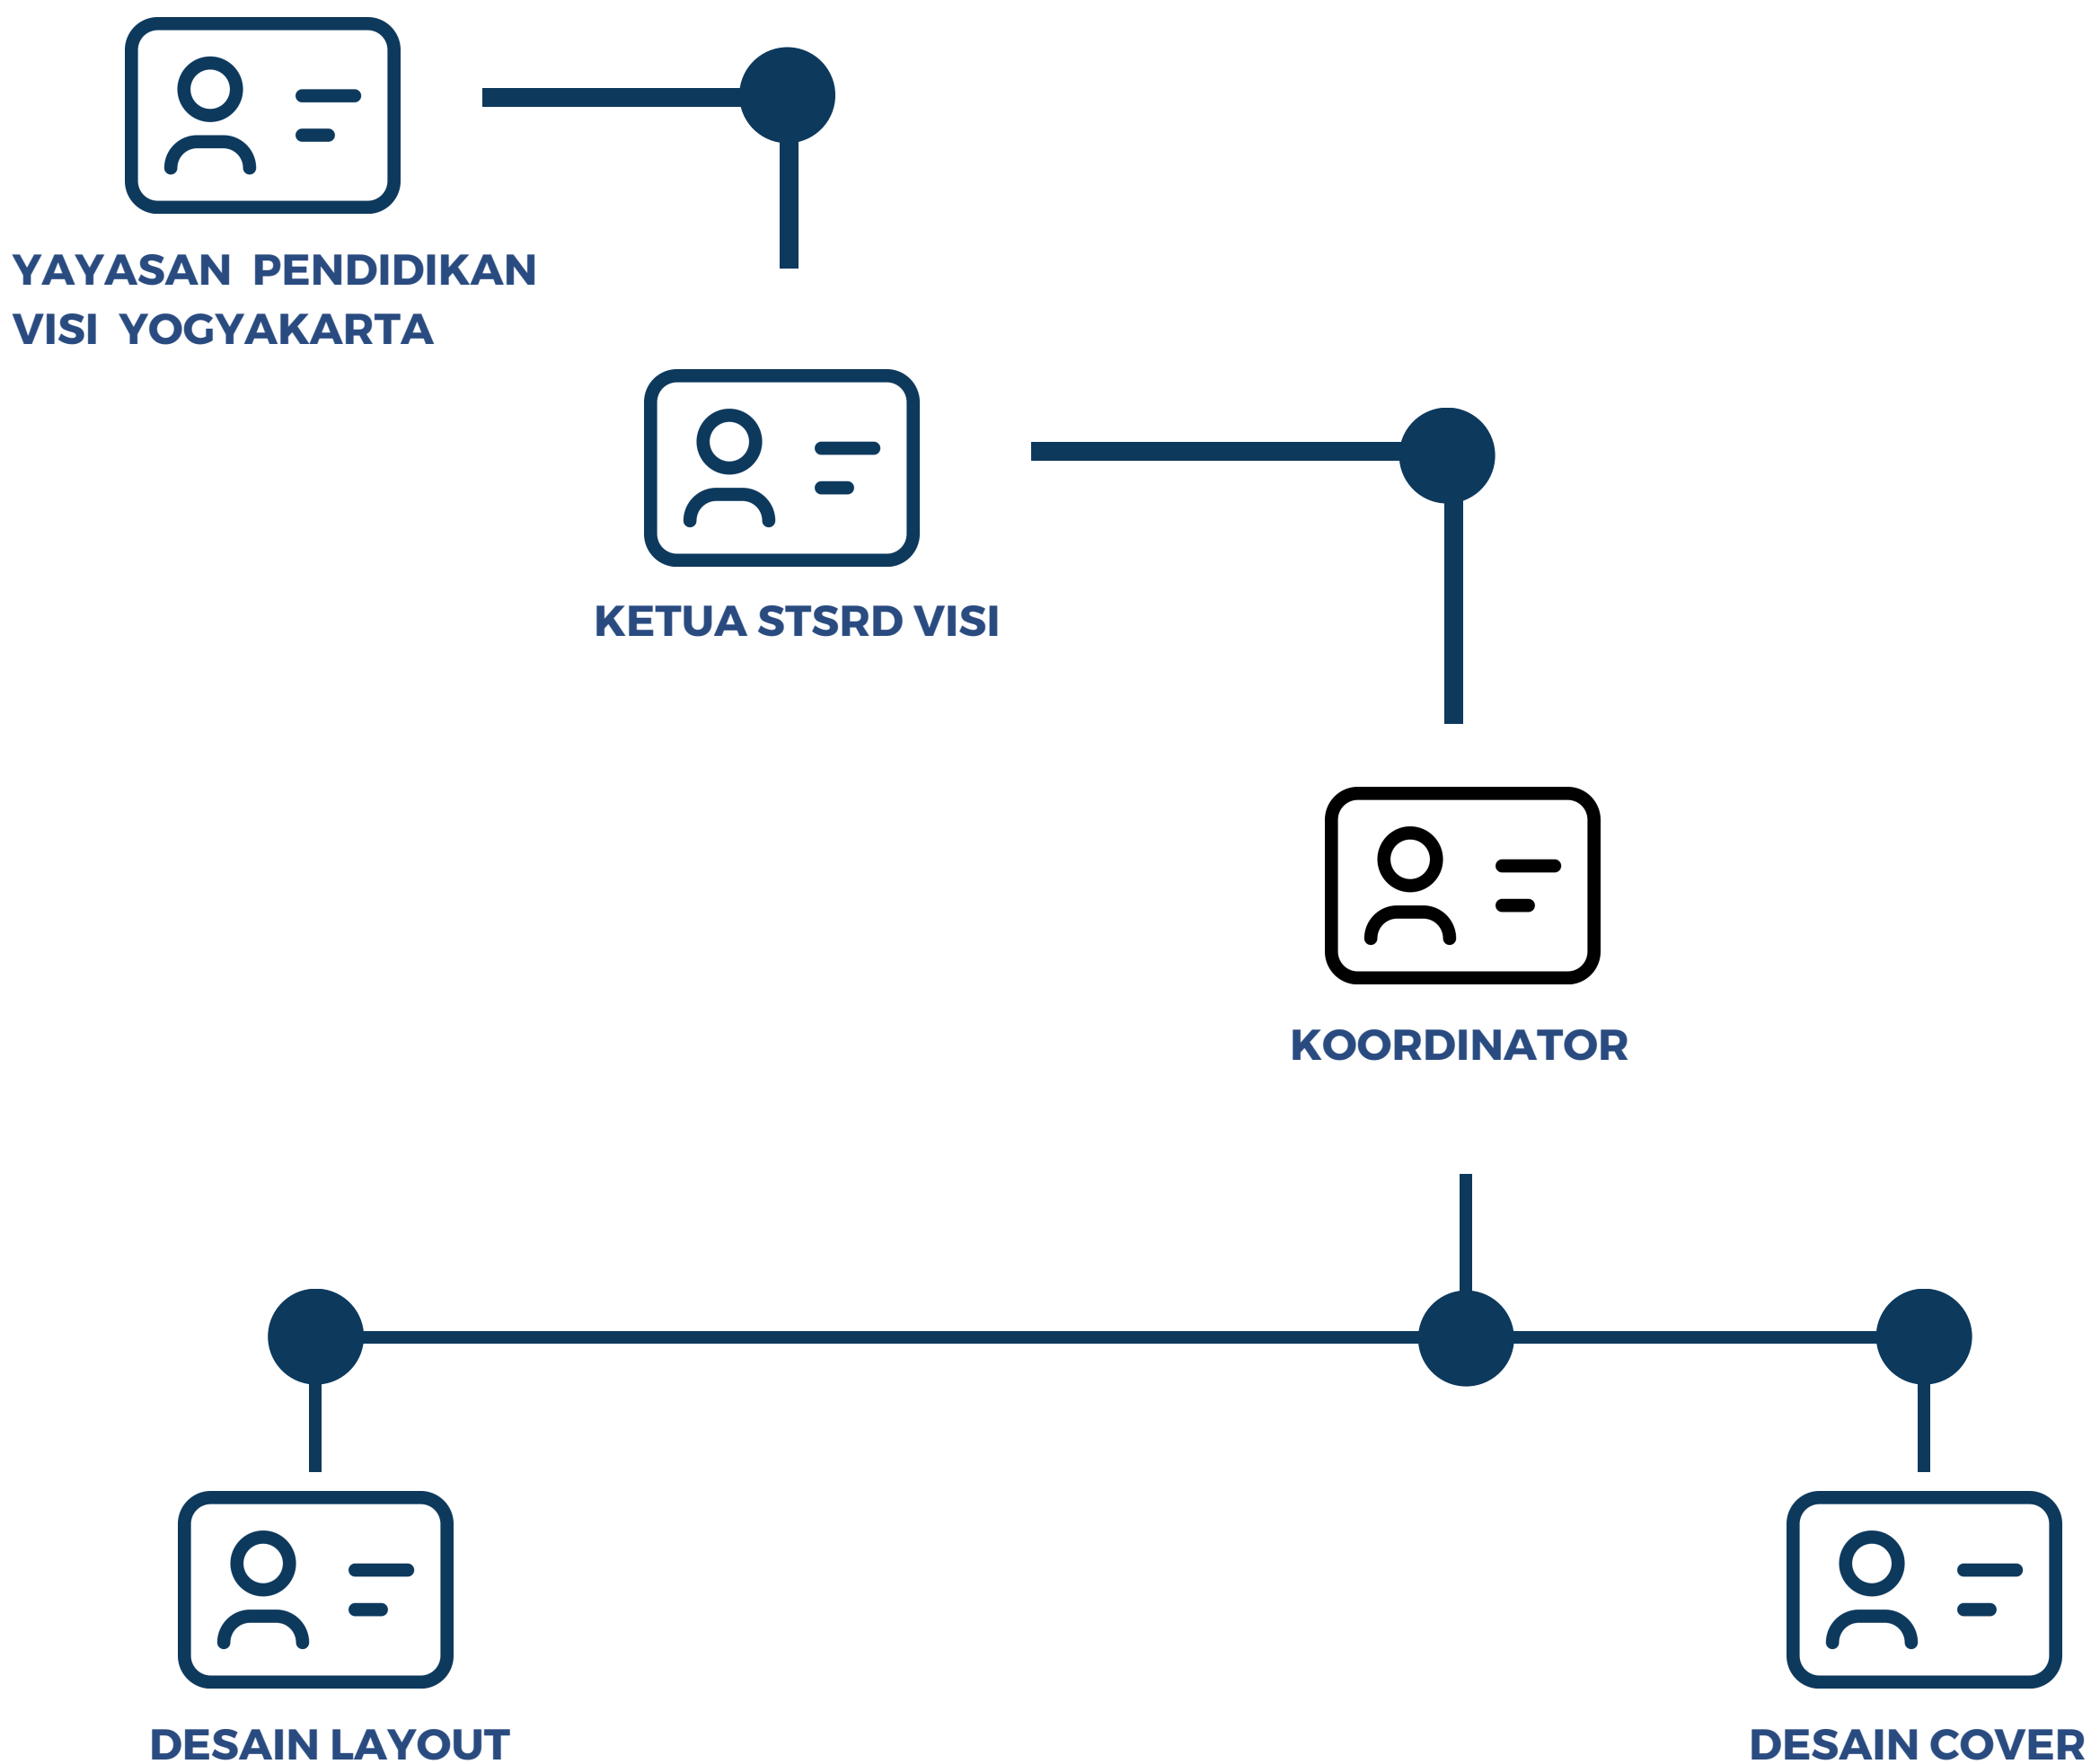 YAYASAN PENDIDIKAN
VISI YOGYAKARTA
KETUA STSRD VISI
KOORDINATOR
DESAIN LAYOUT
DESAIN COVER